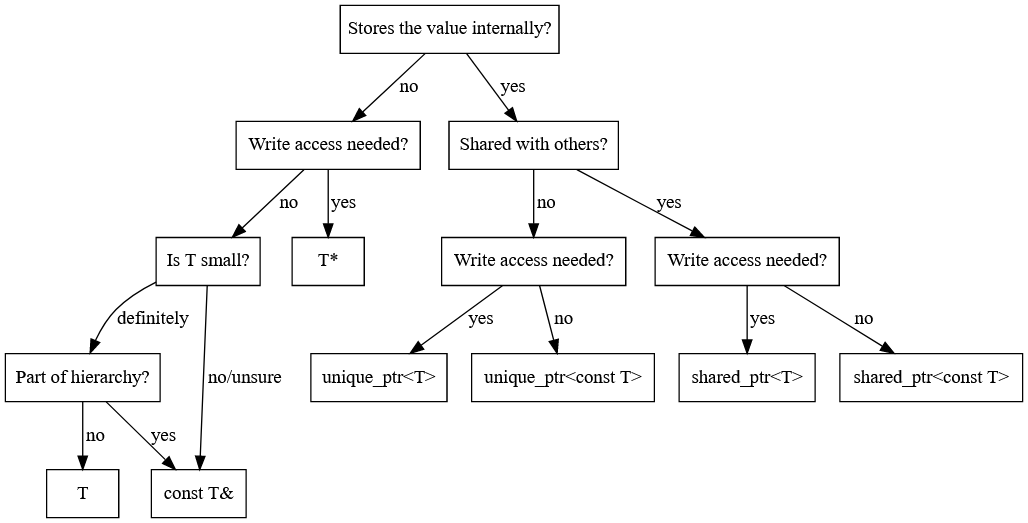 Stores the value internally?
no
yes
Write access needed?
Shared with others?
no
yes
no
yes
Is T small?
T*
Write access needed?
Write access needed?
definitely
no/unsure
yes
no
yes
no
Part of hierarchy?
unique_ptr<T>
unique_ptr<const T>
shared_ptr<T>
shared_ptr<const T>
no
yes
T
const T&